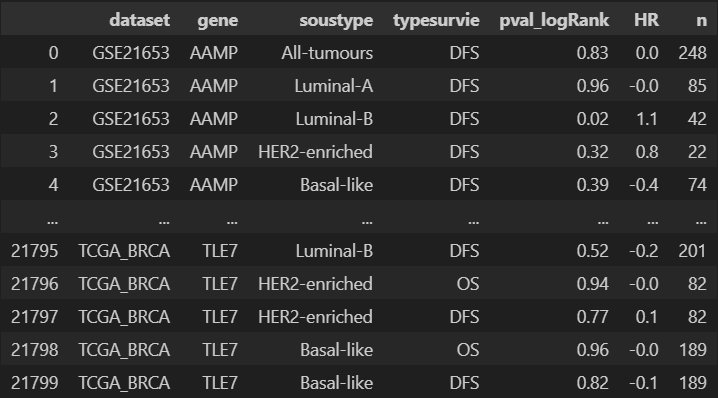 dataset gene soustype typesurvie pval_logRank HR n
0 GSE21653 AAMP All-tumours DFS 0.83 0.0 248
1 GSE21653 AAMP Luminal-A DFS 0.96 -0.0 85
2 GSE21653 AAMP Luminal-B DFS 0.02 1.1 42
3 GSE21653 AAMP HER2-enriched DFS 0.32 0.8 22
4 GSE21653 AAMP Basal-like DFS 0.39 -0.4 74
... ... ... ... ... ... ... ...
21795 TCGA_BRCA TLE7 Luminal-B DFS 0.52 -0.2 201
21796 TCGA_BRCA TLE7 HER2-enriched OS 0.94 -0.0 82
21797 TCGA_BRCA TLE7 HER2-enriched DFS 0.77 0.1 82
21798 TCGA_BRCA TLE7 Basal-like OS 0.96 -0.0 189
21799 TCGA_BRCA TLE7 Basal-like DFS 0.82 -0.1 189